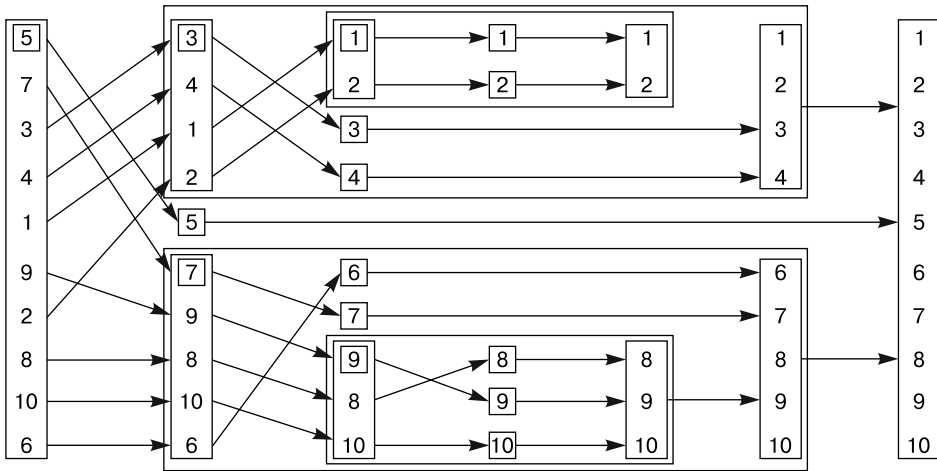 5 3 1 1 1 1 1
7 4 2 2 2 2 2
3 1 3 3 3
4 2 4 4 4
1 5 5
9 7 6 6 6
2 9 7 7 7
8 8 9 8 8 8 8
10 10 8 9 9 9 9
6 6 10 10 10 10 10